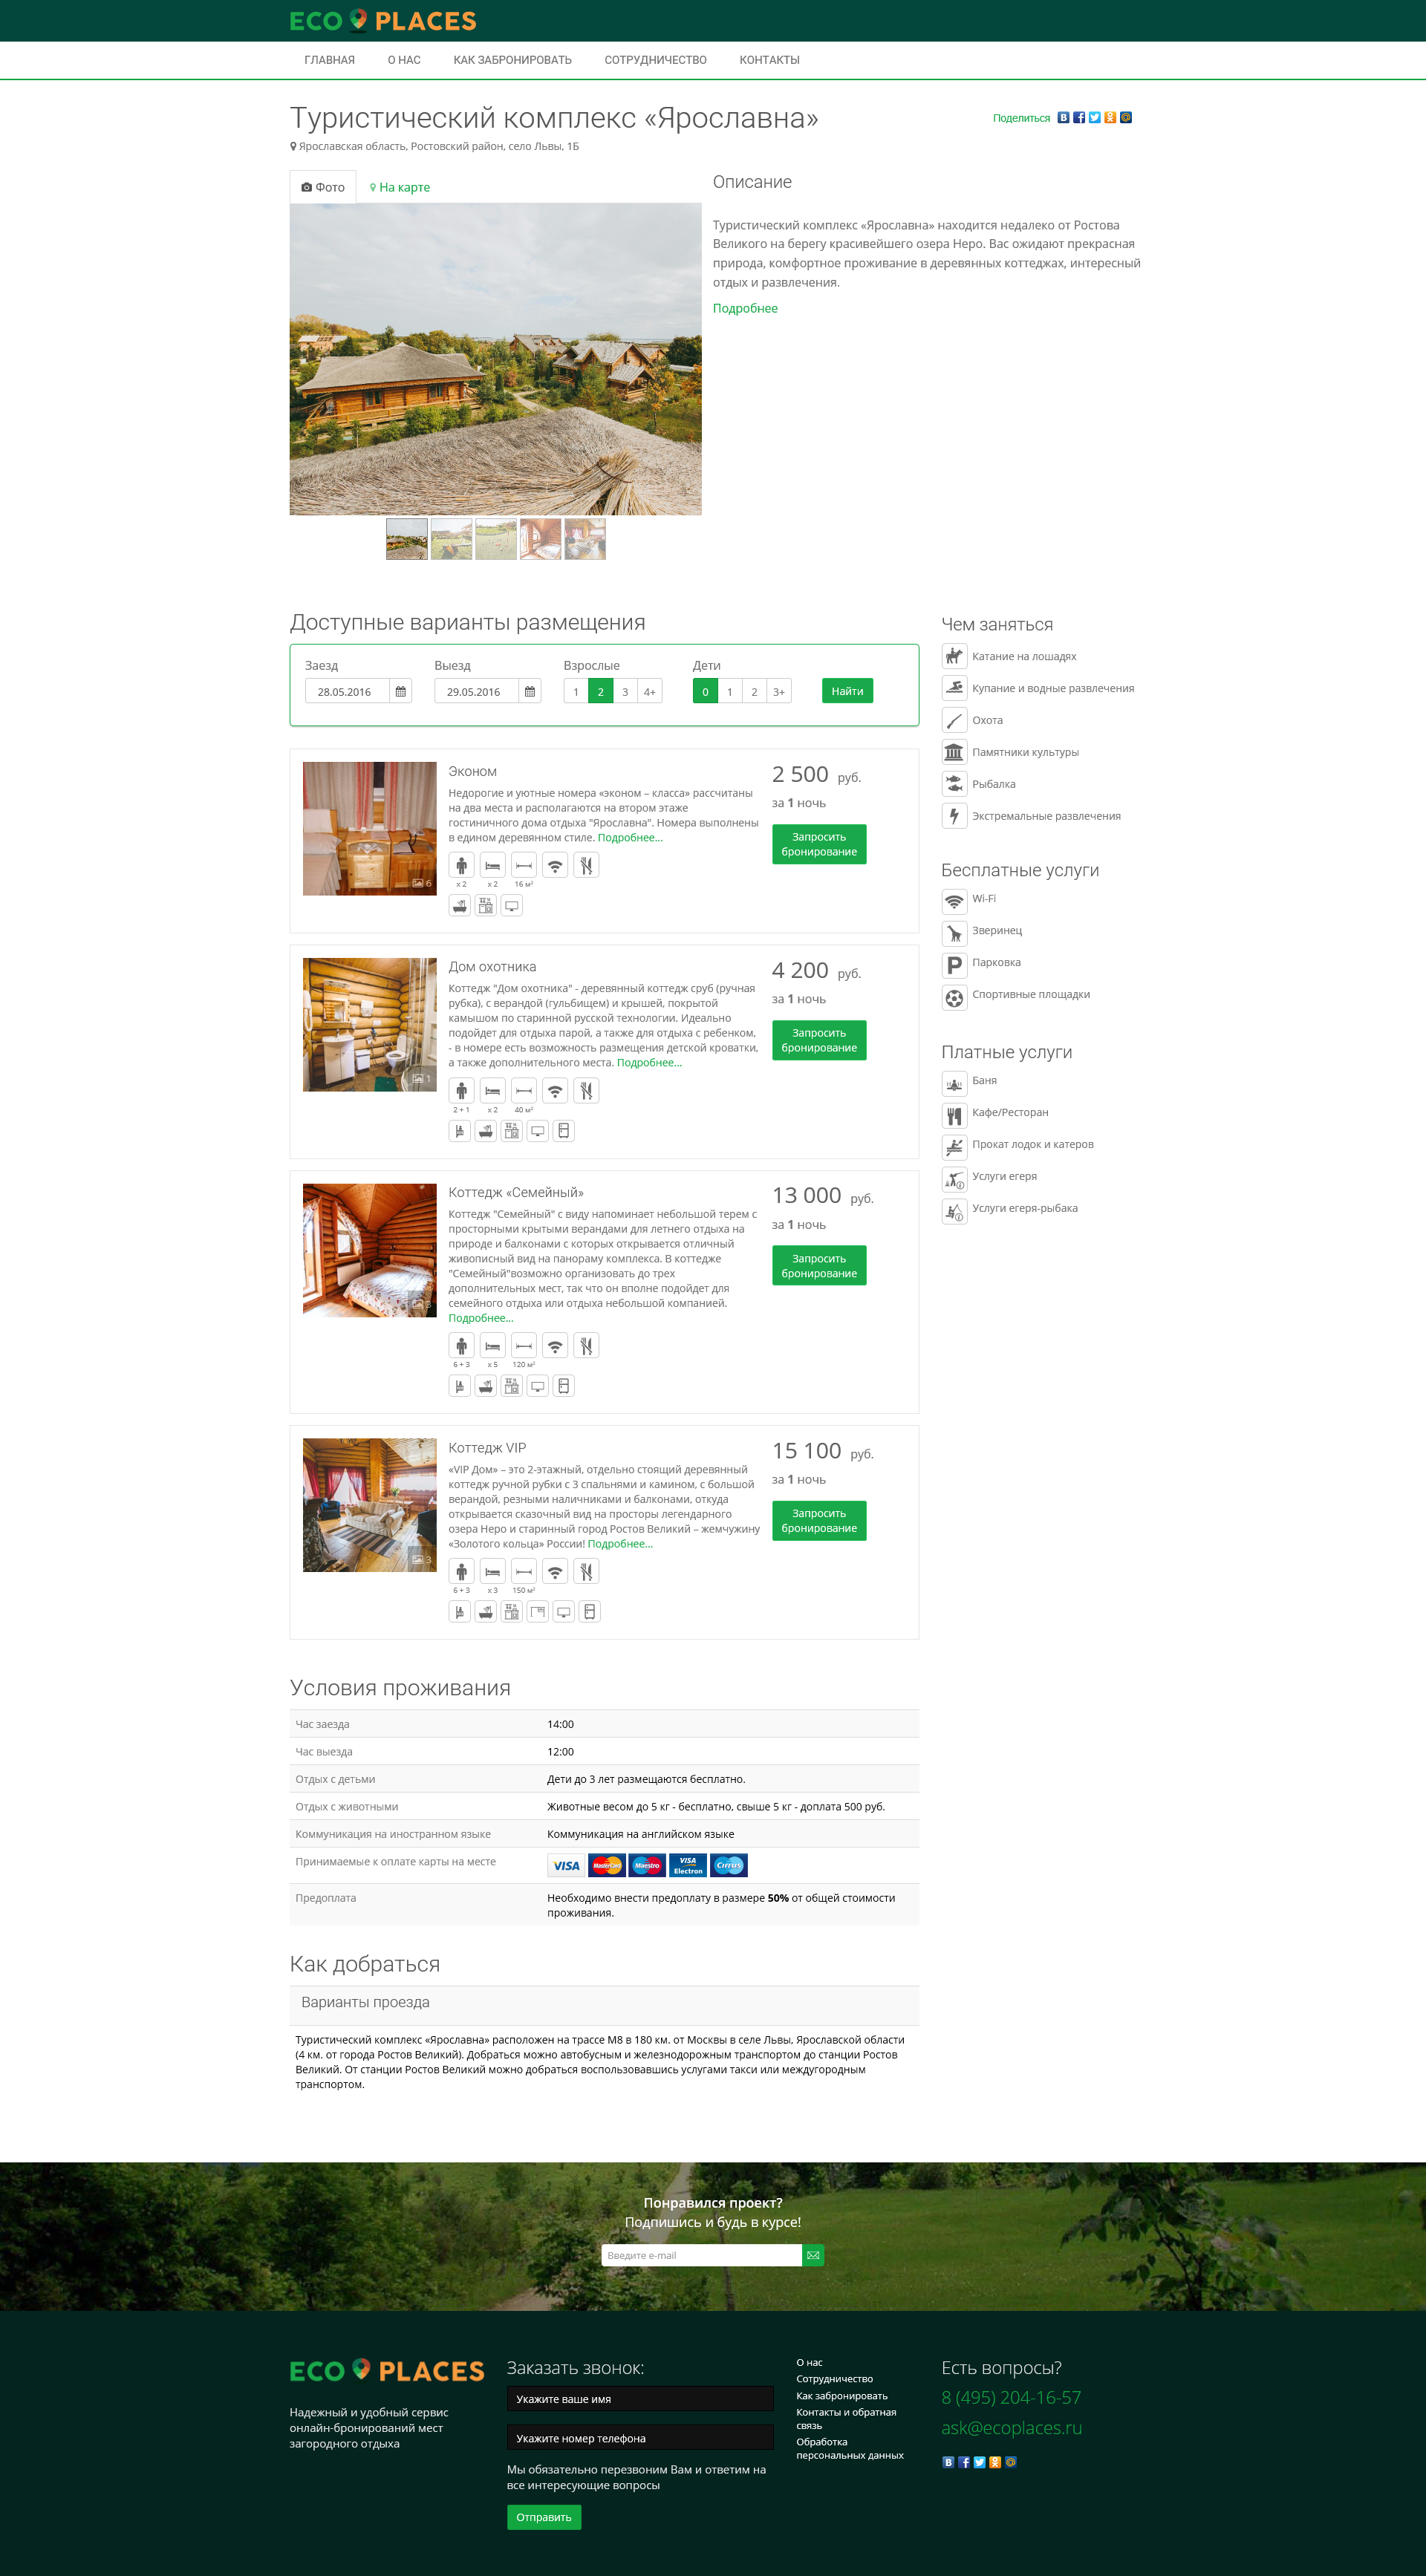 ECO PLACES
ГЛАВНАЯ О НАС КАК ЗАБРОНИРОВАТЬ СОТРУДНИЧЕСТВО КОНТАКТЫ
Туристический комплекс «Ярославна»
Поделиться
Ярославская область, Ростовский район, село Львы, 1Б
Фото На карте
Описание
Туристический комплекс «Ярославна» находится недалеко от Ростова
Великого на берегу красивейшего озера Неро. Вас ожидают прекрасная
природа, комфортное проживание в деревянных коттеджах, интересный
отдых и развлечения.
Подробнее
Доступные варианты размещения
Заезд Выезд Взрослые Дети
28.05.2016 29.05.2016 1 2 3 4+ 0 1 2 3+ Найти
Эконом
Недорогие и уютные номера «эконом – класса» рассчитаны
на два места и располагаются на втором этаже
гостиничного дома отдыха "Ярославна". Номера выполнены
в едином деревянном стиле. Подробнее...
6
x 2 x 2 16 м²
2 500 руб.
за 1 ночь
Запросить
бронирование
Дом охотника
Коттедж "Дом охотника" - деревянный коттедж сруб (ручная
рубка), с верандой (гульбищем) и крышей, покрытой
камышом по старинной русской технологии. Идеально
подойдет для отдыха парой, а также для отдыха с ребенком,
- в номере есть возможность размещения детской кроватки,
а также дополнительного места. Подробнее...
1
2 + 1 x 2 40 м²
4 200 руб.
за 1 ночь
Запросить
бронирование
Коттедж «Семейный»
Коттедж "Семейный" с виду напоминает небольшой терем с
просторными крытыми верандами для летнего отдыха на
природе и балконами с которых открывается отличный
живописный вид на панораму комплекса. В коттедже
"Семейный"возможно организовать до трех
дополнительных мест, так что он вполне подойдет для
семейного отдыха или отдыха небольшой компанией.
Подробнее...
3
6 + 3 x 5 120 м²
13 000 руб.
за 1 ночь
Запросить
бронирование
Коттедж VIP
«VIP Дом» – это 2-этажный, отдельно стоящий деревянный
коттедж ручной рубки с 3 спальнями и камином, с большой
верандой, резными наличниками и балконами, откуда
открывается сказочный вид на просторы легендарного
озера Неро и старинный город Ростов Великий – жемчужину
«Золотого кольца» России! Подробнее...
3
6 + 3 x 3 150 м²
15 100 руб.
за 1 ночь
Запросить
бронирование
Чем заняться
Катание на лошадях
Купание и водные развлечения
Охота
Памятники культуры
Рыбалка
Экстремальные развлечения
Бесплатные услуги
Wi-Fi
Зверинец
P Парковка
Спортивные площадки
Платные услуги
Баня
Кафе/Ресторан
Прокат лодок и катеров
Услуги егеря
Услуги егеря-рыбака
Условия проживания
Час заезда 14:00
Час выезда 12:00
Отдых с детьми Дети до 3 лет размещаются бесплатно.
Отдых с животными Животные весом до 5 кг - бесплатно, свыше 5 кг - доплата 500 руб.
Коммуникация на иностранном языке Коммуникация на английском языке
Принимаемые к оплате карты на месте VISA MasterCard Maestro VISA Electron Cirrus
Предоплата Необходимо внести предоплату в размере 50% от общей стоимости
проживания.
Как добраться
Варианты проезда
Туристический комплекс «Ярославна» расположен на трассе М8 в 180 км. от Москвы в селе Львы, Ярославской области
(4 км. от города Ростов Великий). Добраться можно автобусным и железнодорожным транспортом до станции Ростов
Великий. От станции Ростов Великий можно добраться воспользовавшись услугами такси или междугородным
транспортом.
Понравился проект?
Подпишись и будь в курсе!
Введите e-mail
ECO PLACES
Надежный и удобный сервис
онлайн-бронирований мест
загородного отдыха
Заказать звонок:
Укажите ваше имя
Укажите номер телефона
Мы обязательно перезвоним Вам и ответим на
все интересующие вопросы
Отправить
О нас
Сотрудничество
Как забронировать
Контакты и обратная
связь
Обработка
персональных данных
Есть вопросы?
8 (495) 204-16-57
ask@ecoplaces.ru